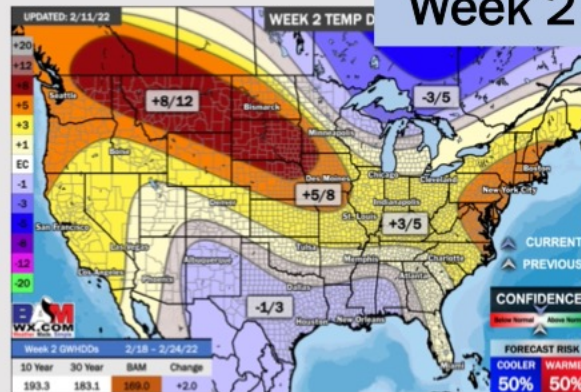 Week 2
UPDATED: 2/11/22
WEEK 2 TEMP D
+20
+12
+8
+5
+3
+1
EC
-1
-3
-5
-8
-12
-20
Seattle
+8/12
Bismarck
-3/5
Minneapolis
Boise
Des Moines
Chicago
Cleveland
Boston
New York City
+5/8
Denver
Indianapolis
St. Louis
+3/5
San Francisco
Las Vegas
Los Angeles
Phoenix
Albuquerque
Tulsa
Memphis
Charlotte
Atlanta
Dallas
-1/3
Houston
New Orleans
Miami
CURRENT
PREVIOUS
CONFIDENCE
Below Normal
FORECAST RISK
COOLER
WARME
50%
50%
BAM
WX.COM
Week 2 GWHDDs
2/18 - 2/24/22
10 Year
30 Year
BAM
Change
193.3
183.1
169.0
+2.0